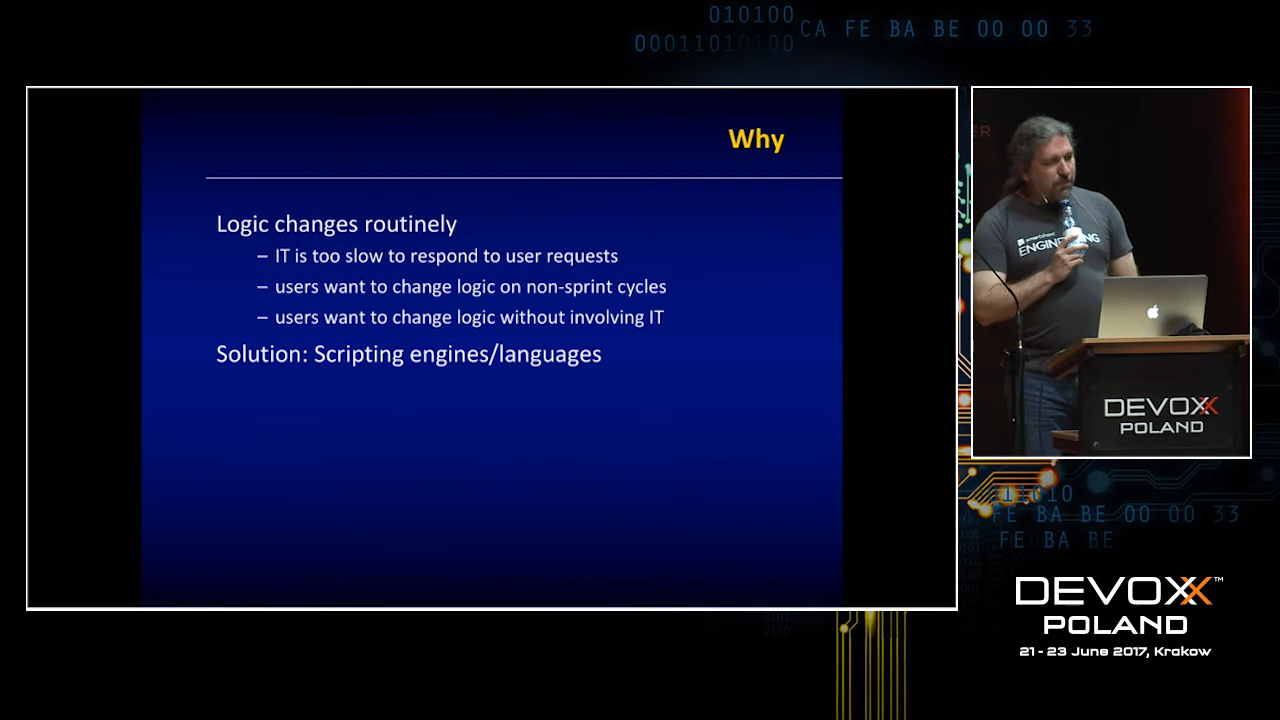 010100
00011010100
CA FE BA BE 00 00 33
Why
Logic changes routinely
– IT is too slow to respond to user requests
– users want to change logic on non-sprint cycles
– users want to change logic without involving IT
Solution: Scripting engines/languages
ER
smartsheet
ENGINEERING
DEVOXX
POLAND
111010
FE BA BE 00 00 33
FE BA BE
DEVOXX™
POLAND
21 - 23 June 2017, Krakow